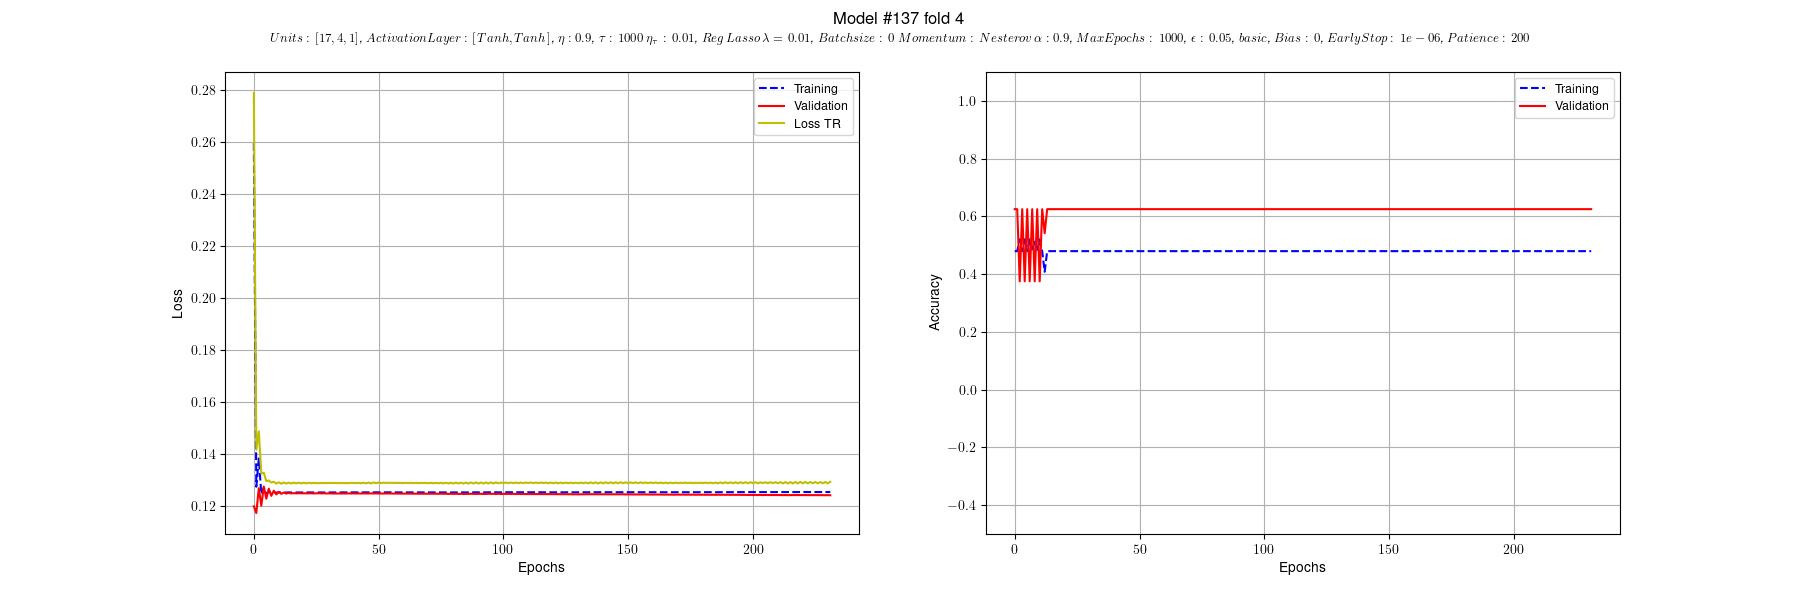 Model #137 fold 4
Units : [17, 4, 1], ActivationLayer : [Tanh, Tanh], η : 0.9, τ : 1000 η_τ : 0.01, Reg Lasso λ = 0.01, Batchsize : 0 Momentum : Nesterov α : 0.9, MaxEpochs : 1000, ϵ : 0.05, basic, Bias : 0, EarlyStop : 1e − 06, Patience : 200
Loss
0.28
0.26
0.24
0.22
0.20
0.18
0.16
0.14
0.12
0
50
100
150
200
Epochs
Training
Validation
Loss TR
Accuracy
1.0
0.8
0.6
0.4
0.2
0.0
−0.2
−0.4
0
50
100
150
200
Epochs
Training
Validation